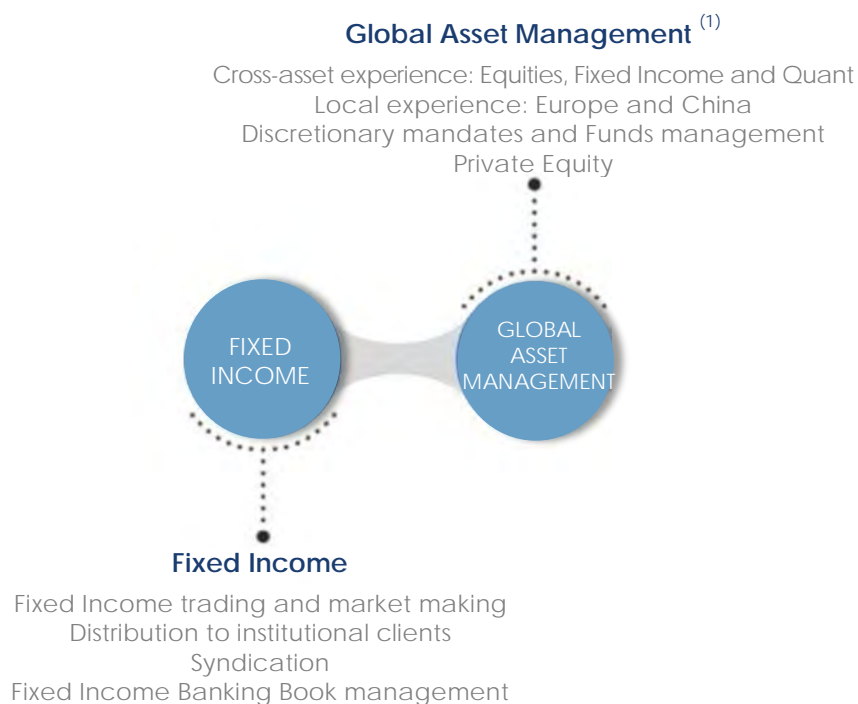 Global Asset Management (1)
Cross-asset experience: Equities, Fixed Income and Quant
Local experience: Europe and China
Discretionary mandates and Funds management
Private Equity
FIXED
INCOME
GLOBAL
ASSET
MANAGEMENT
Fixed Income
Fixed Income trading and market making
Distribution to institutional clients
Syndication
Fixed Income Banking Book management